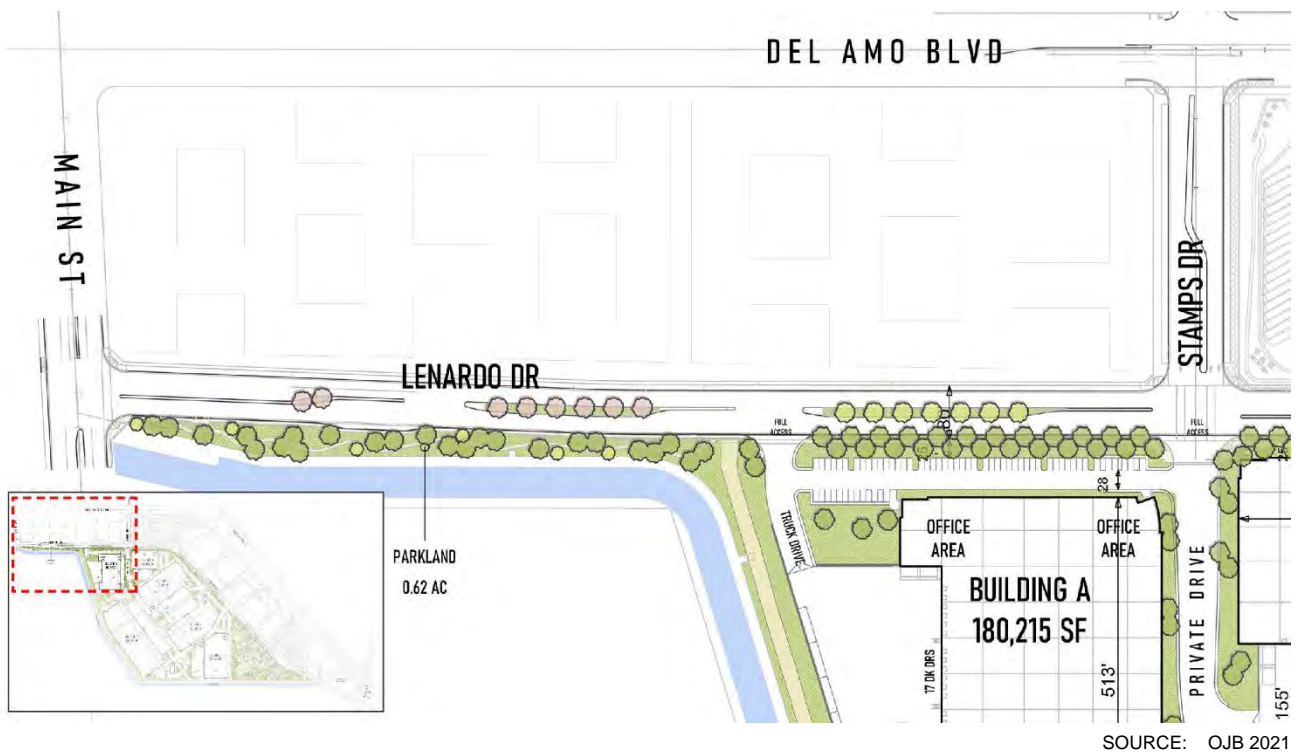 DEL AMO BLVD
MAIN ST
STAMPS DR
LENARDO DR
FULL
ACCESS
FULL
ACCESS
28
25'
TRUCK DRIVE
OFFICE
AREA
OFFICE
AREA
PARKLAND
0.62 AC
BUILDING A
180,215 SF
17 DK DRS
513'
PRIVATE DRIVE
155'
SOURCE: OJB 2021